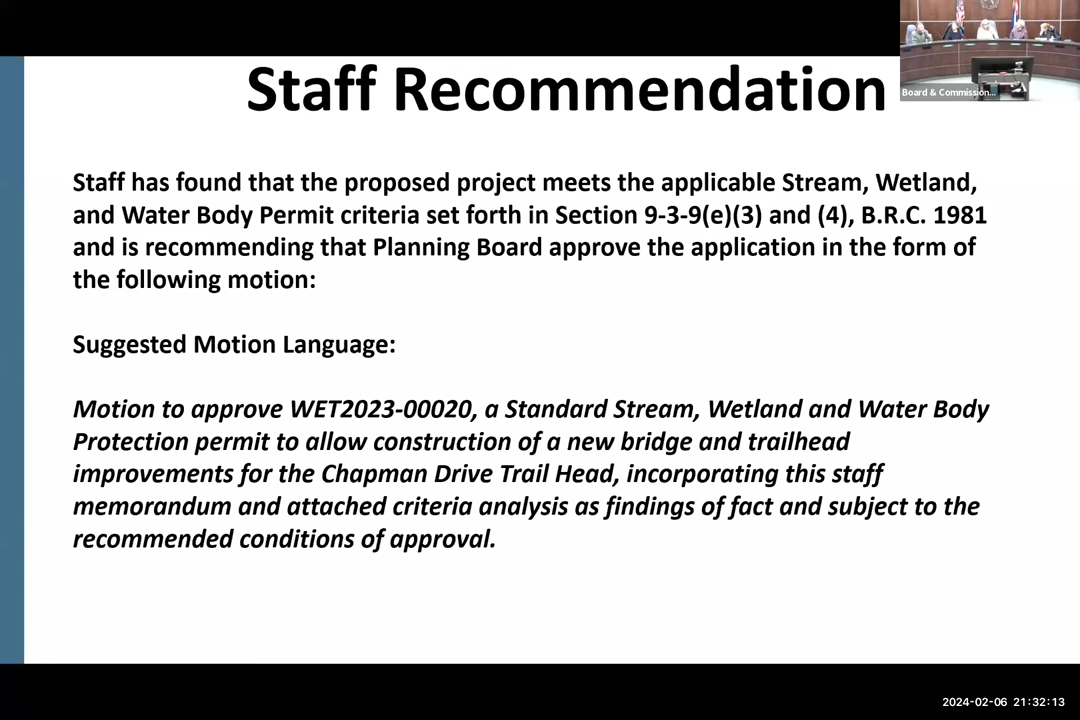 Staff Recommendation
Board & Commission...
Staff has found that the proposed project meets the applicable Stream, Wetland,
and Water Body Permit criteria set forth in Section 9-3-9(e)(3) and (4), B.R.C. 1981
and is recommending that Planning Board approve the application in the form of
the following motion:
Suggested Motion Language:
Motion to approve WET2023-00020, a Standard Stream, Wetland and Water Body
Protection permit to allow construction of a new bridge and trailhead
improvements for the Chapman Drive Trail Head, incorporating this staff
memorandum and attached criteria analysis as findings of fact and subject to the
recommended conditions of approval.
2024-02-06 21:32:13